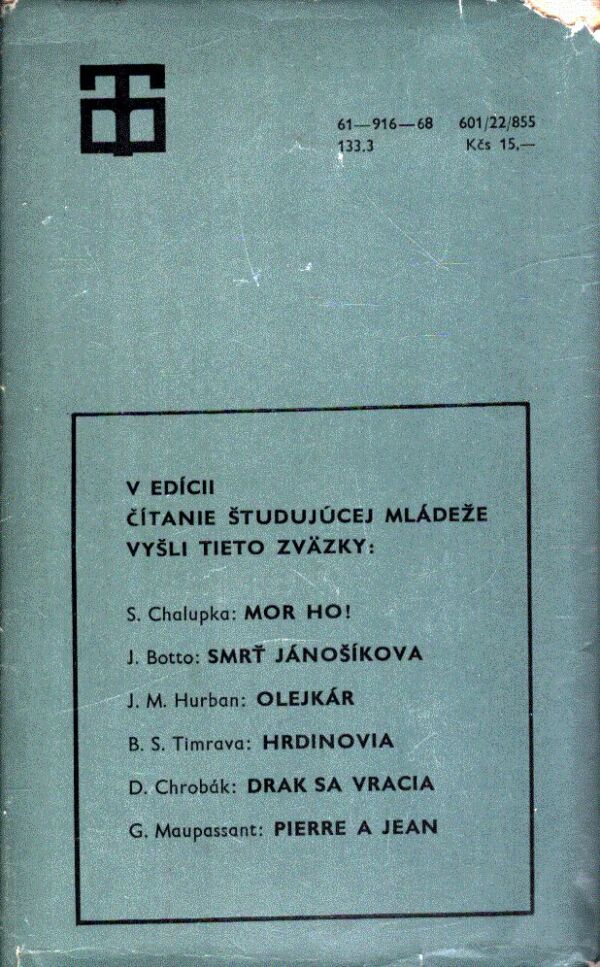 61—916—68 601/22/855
133.3 Kčs 15,—
V EDÍCII
ČÍTANIE ŠTUDUJÚCEJ MLÁDEŽE
VYŠLI TIETO ZVÄZKY:
S. Chalupka: MOR HO!
J. Botto: SMRŤ JÁNOŠÍKOVA
J. M. Hurban: OLEJKÁR
B. S. Timrava: HRDINOVIA
D. Chrobák: DRAK SA VRACIA
G. Maupassant: PIERRE A JEAN